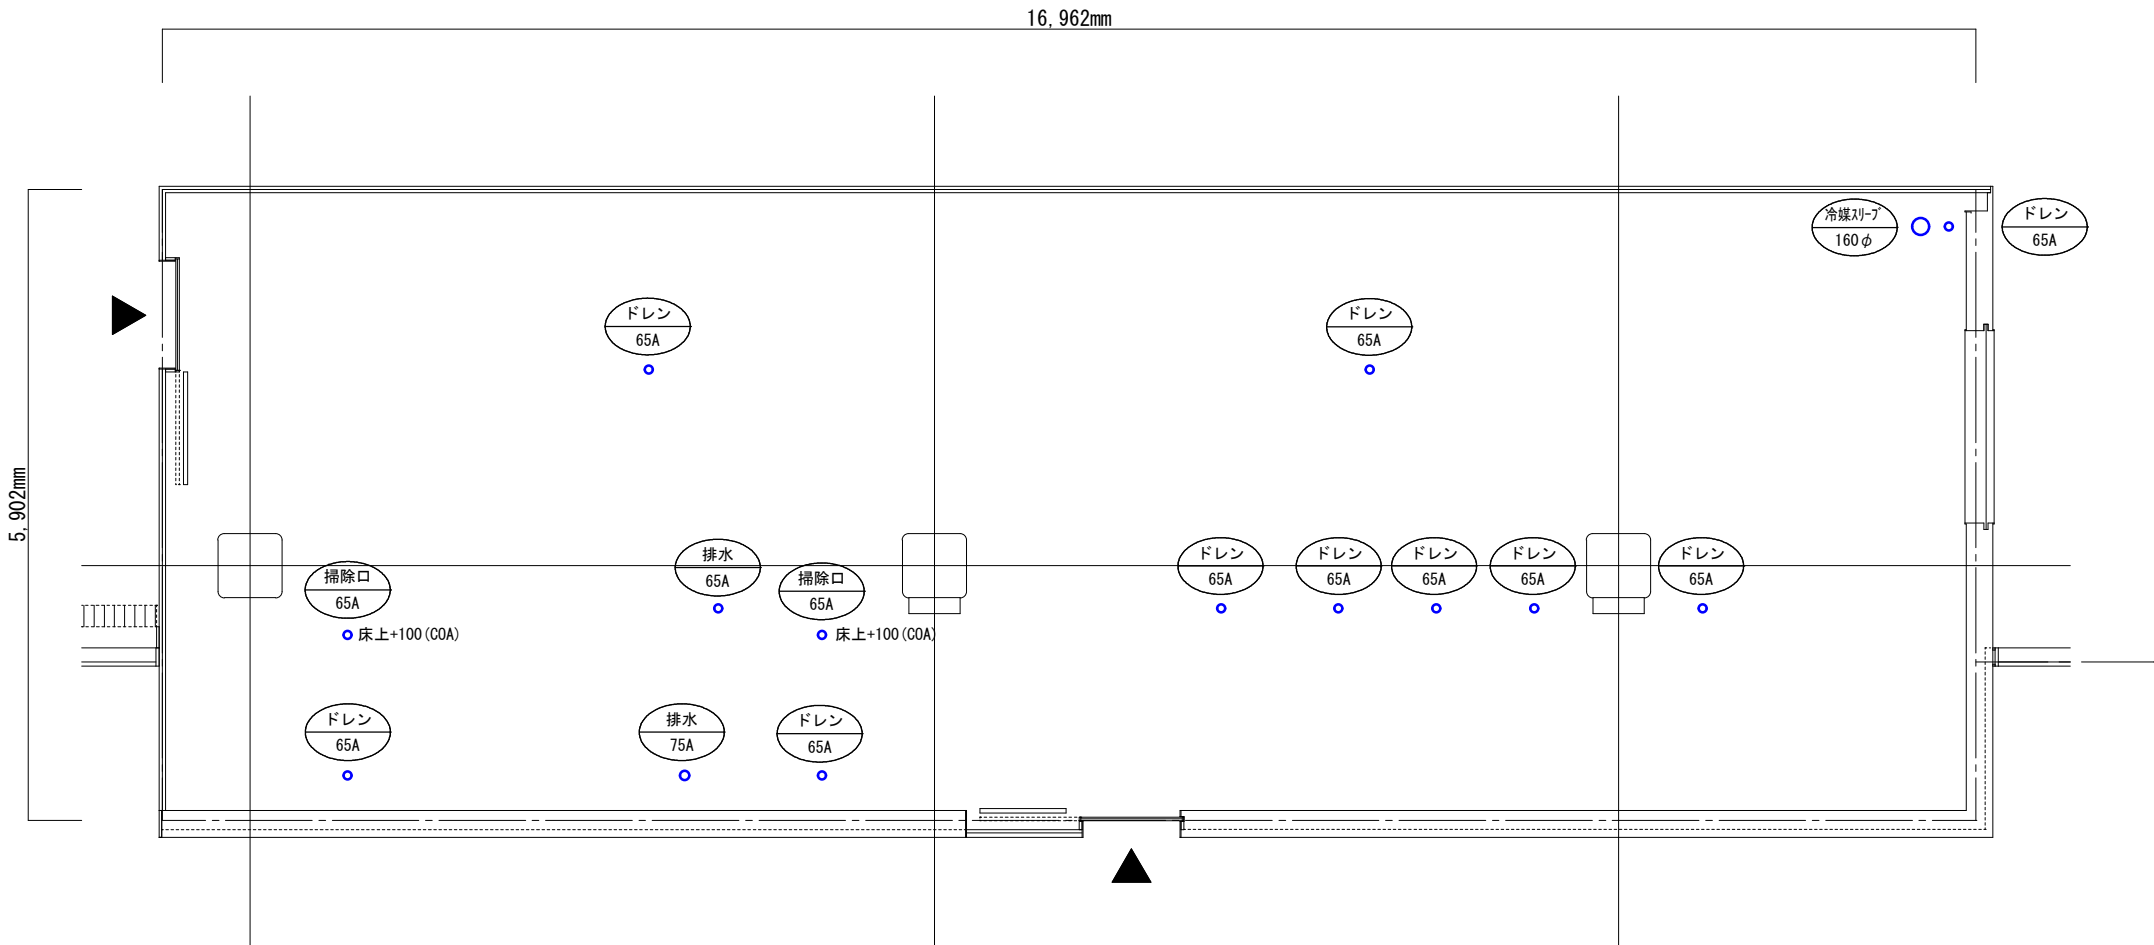 16,962mm
冷媒ｽﾘｰﾌﾞ
160φ
ドレン
65A
ドレン
65A
ドレン
65A
5,902mm
排水
65A
掃除口
65A
床上+100(COA)
掃除口
65A
床上+100(COA)
ドレン
65A
ドレン
65A
ドレン
65A
ドレン
65A
ドレン
65A
ドレン
65A
排水
75A
ドレン
65A